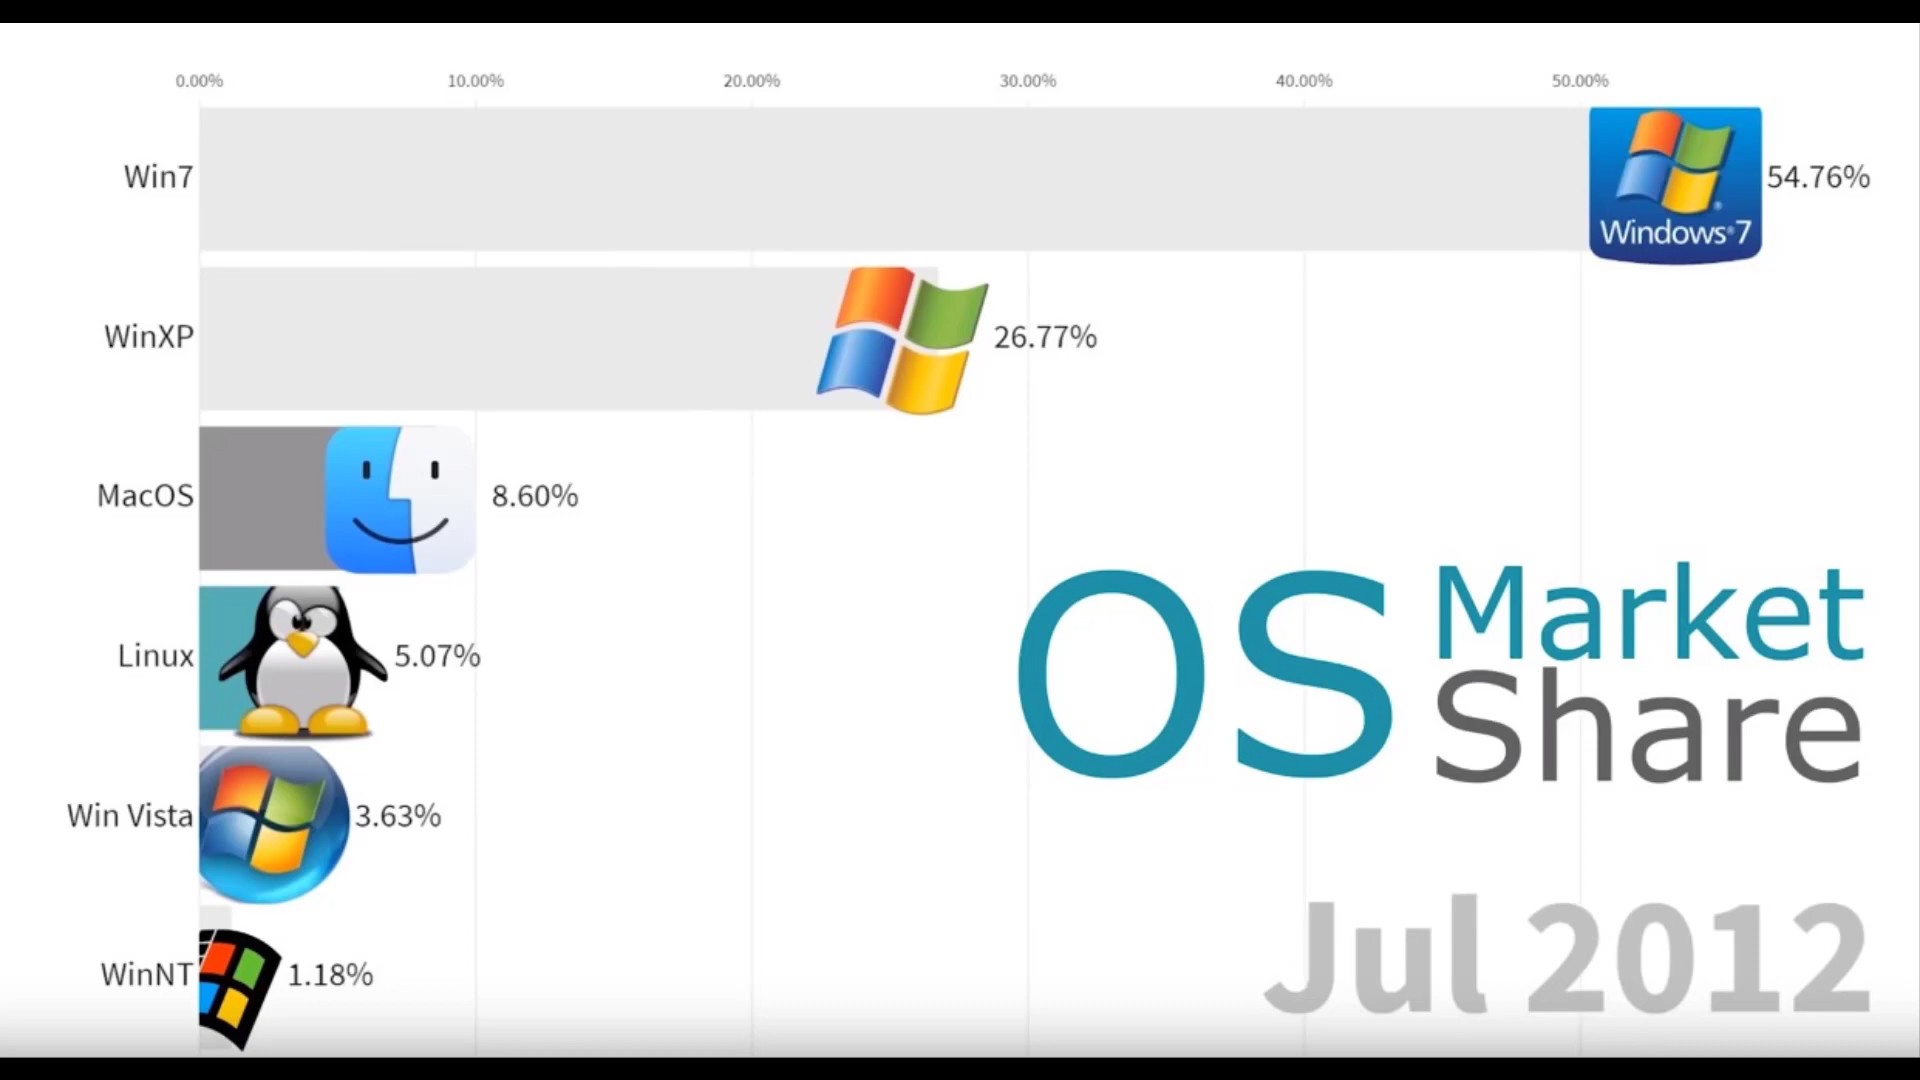 0.00% 10.00% 20.00% 30.00% 40.00% 50.00%
Win7 Windows®7 54.76%
WinXP 26.77%
MacOS 8.60%
Linux 5.07%
Win Vista 3.63%
WinNT 1.18%
OS Market
Share
Jul 2012